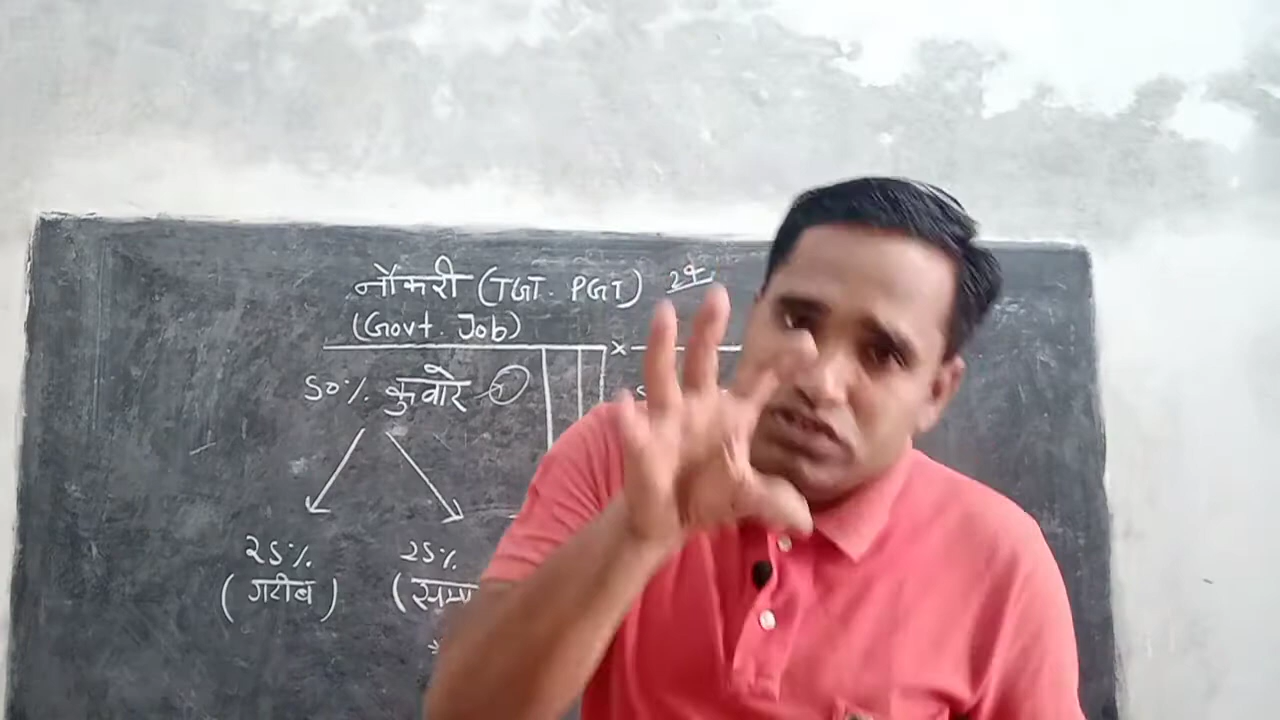 नौकरी (TGT. PGT)
(Govt. Job)
50%. कुवारे
25%. 25%.
(गरीब)